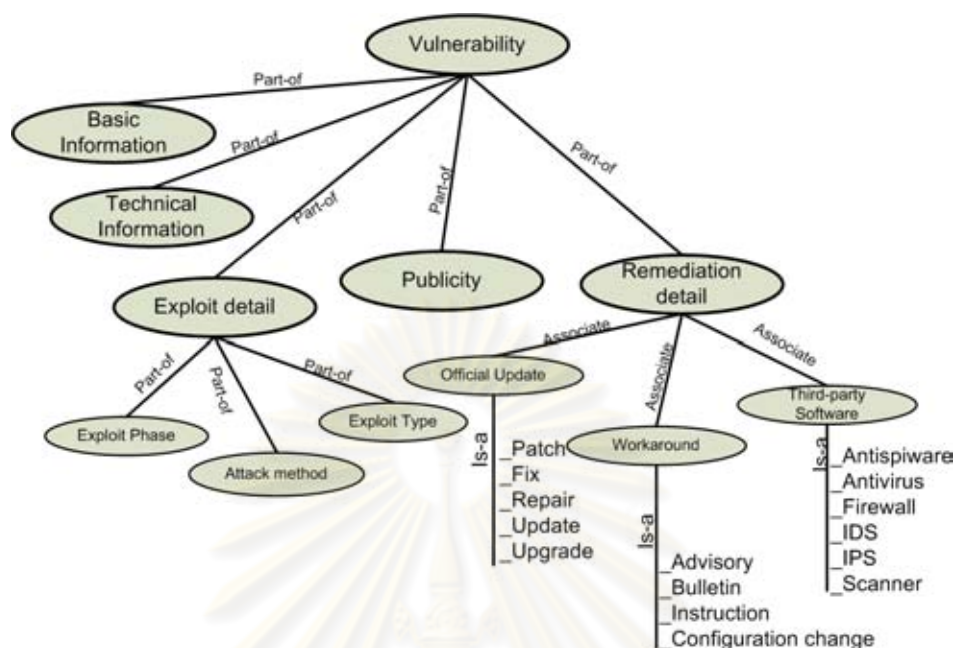 Vulnerability
Part-of
Basic
Information
Part-of
Technical
Information
Part-of
Part-of
Part-of
Exploit detail
Publicity
Remediation
detail
Part-of
Part-of
Part-of
Exploit Phase
Attack method
Exploit Type
Associate
Associate
Associate
Official Update
Is-a
_Patch
_Fix
_Repair
_Update
_Upgrade
Workaround
Is-a
_Advisory
_Bulletin
_Instruction
_Configuration change
Third-party
Software
Is-a
_Antispiware
_Antivirus
_Firewall
_IDS
_IPS
_Scanner